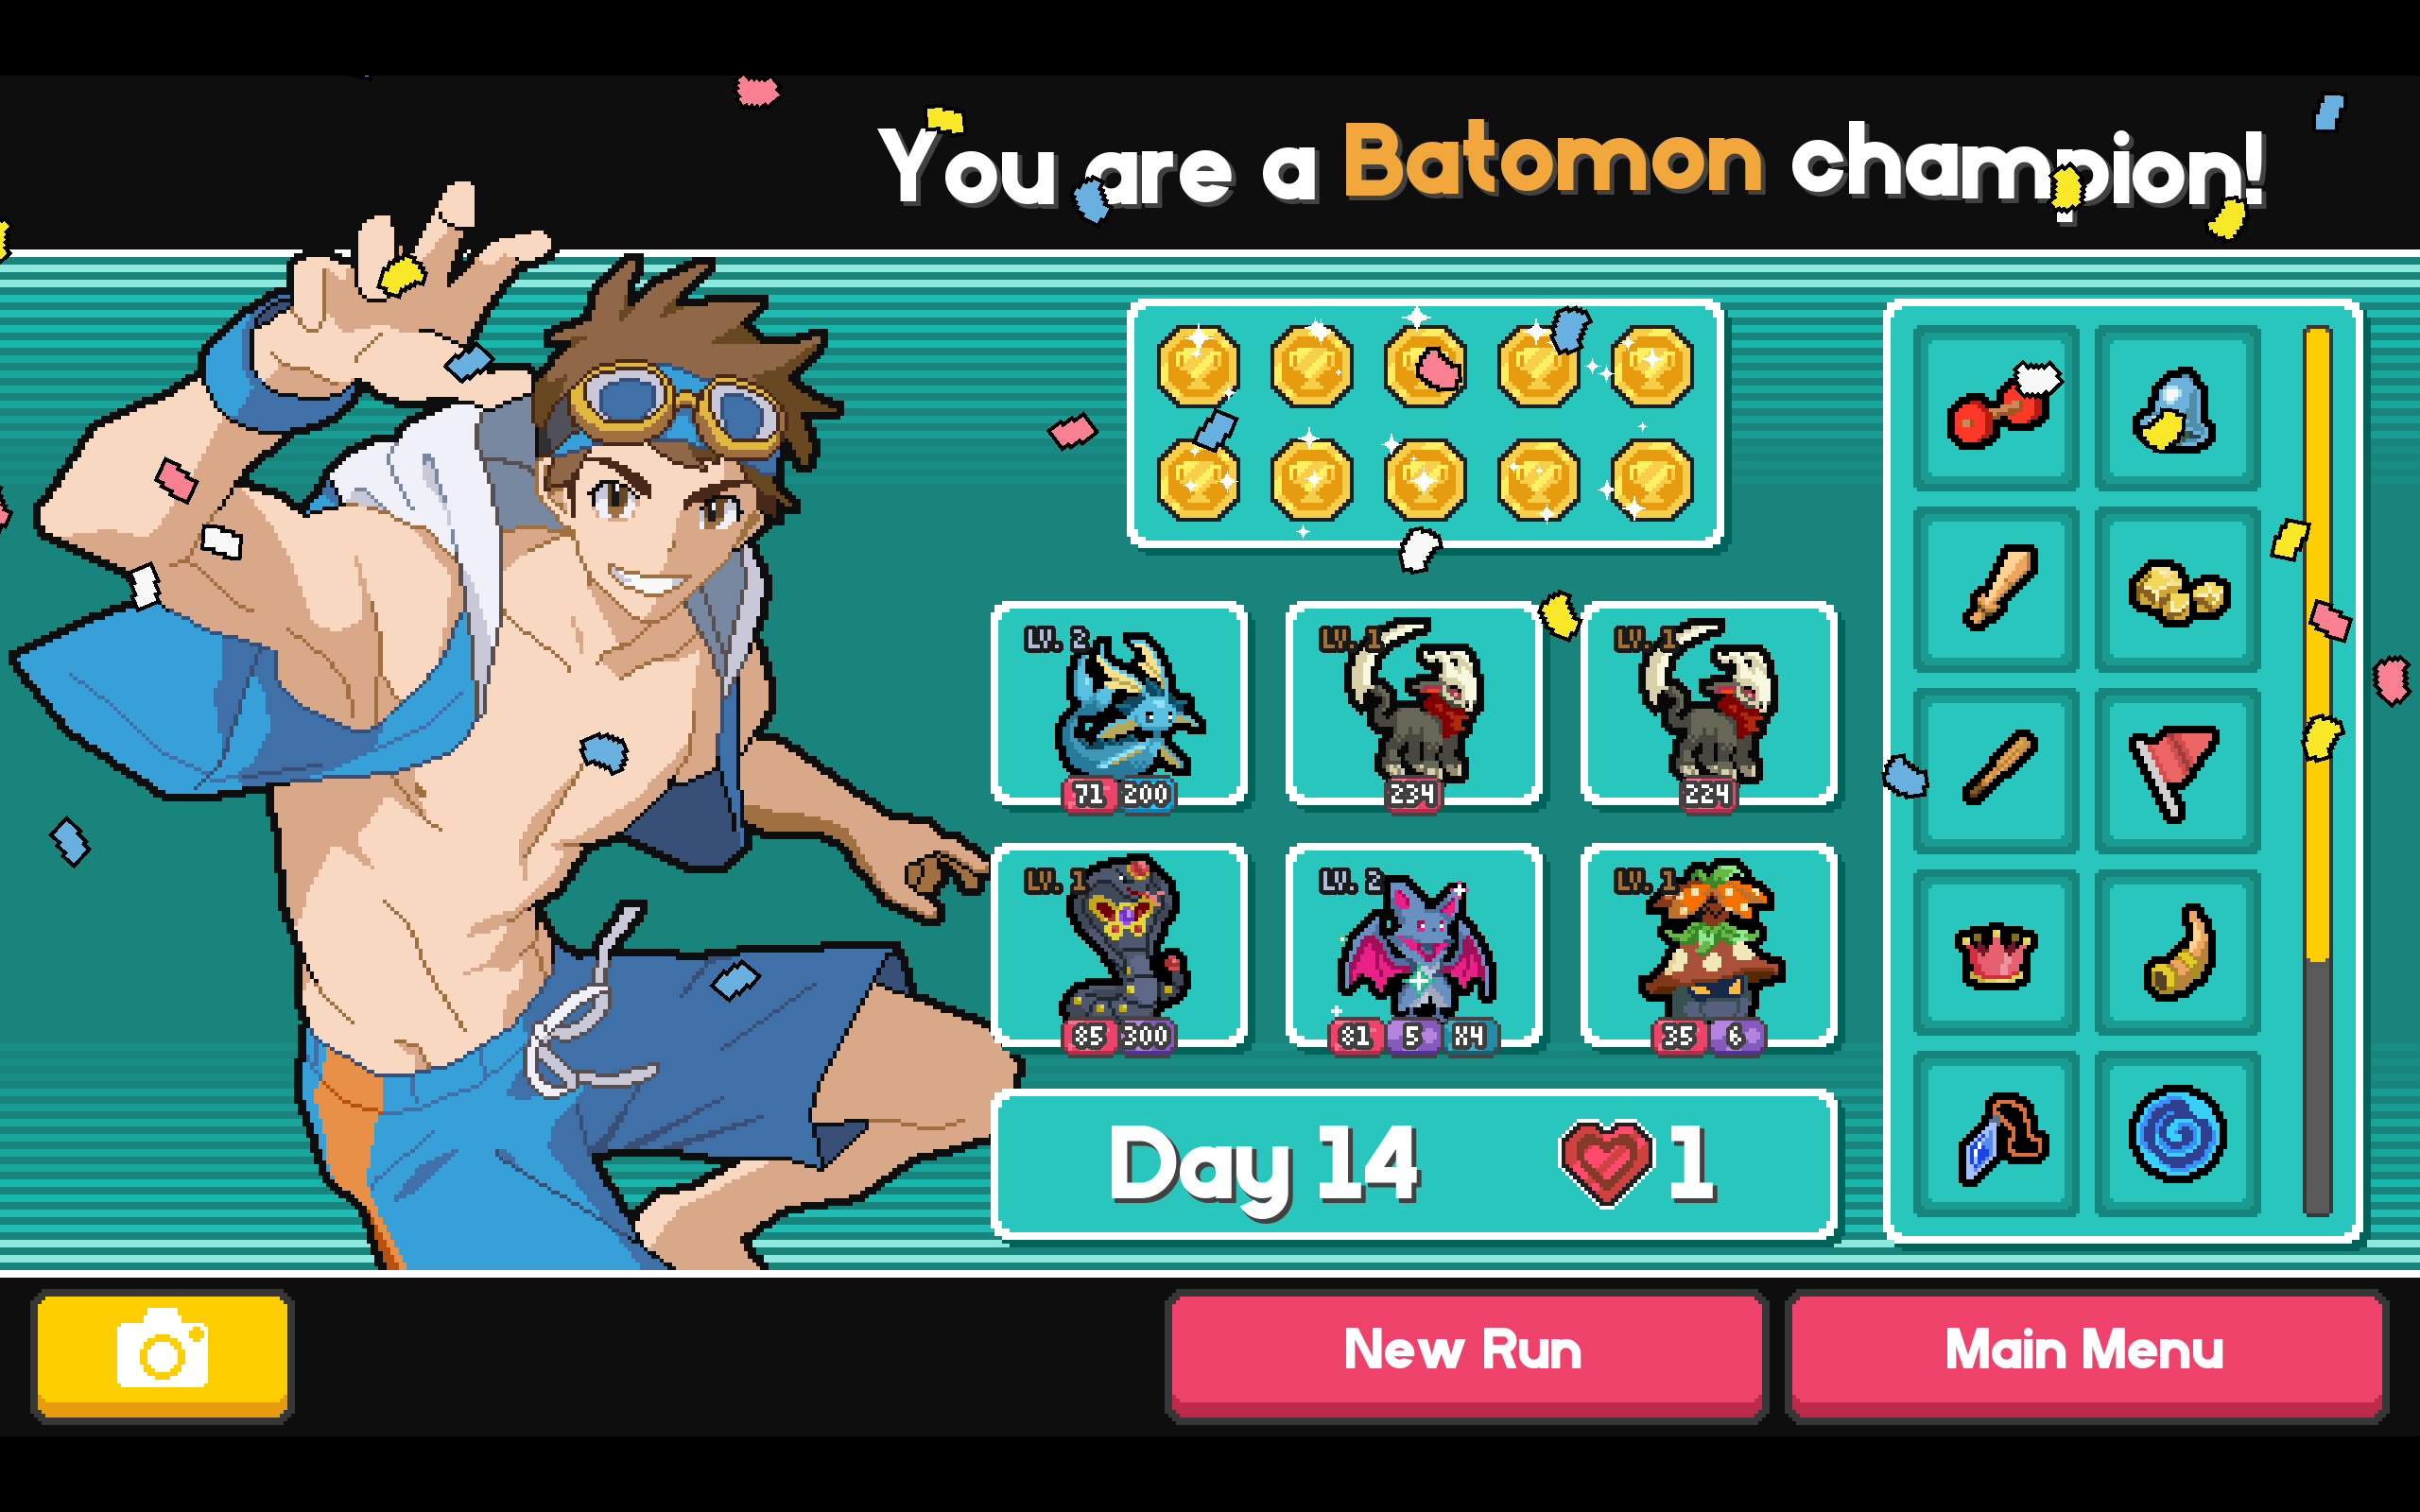 You are a Batomon champion!
LV. 2
71 200
LV. 1
234
LV. 1
224
LV. 1
85 300
LV. 2
81 5 X4
LV. 1
35 6
Day 14 1
New Run
Main Menu